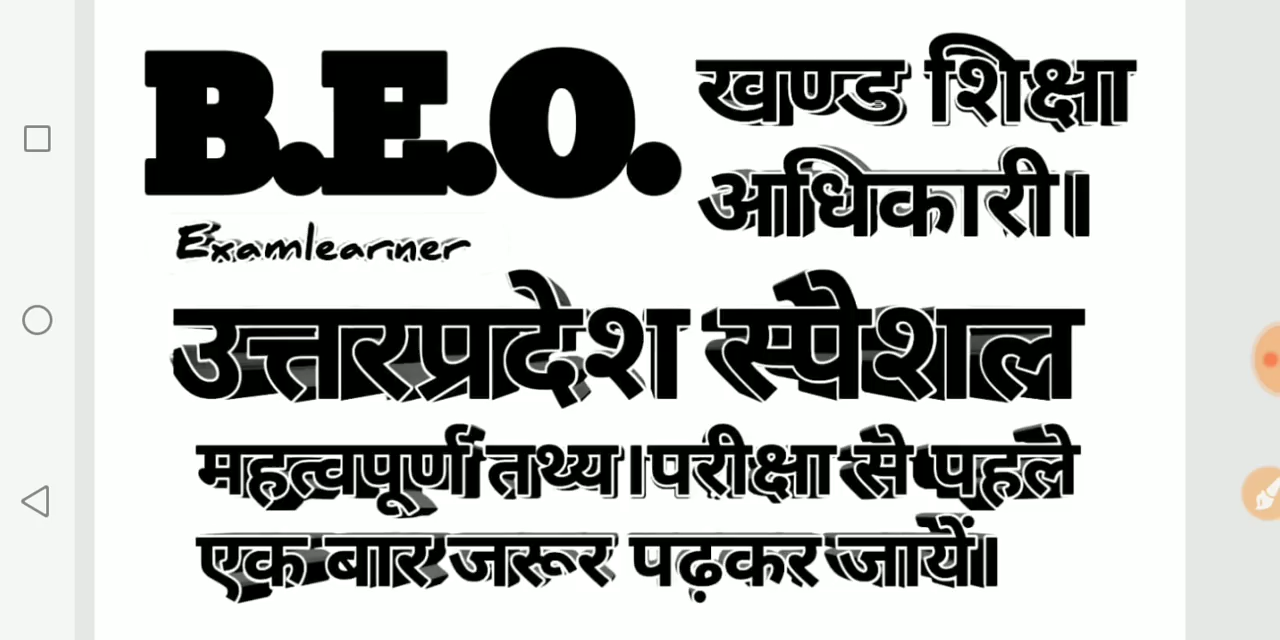 B.E.O. खण्ड शिक्षा
अधिकारी।
Examlearner
उत्तरप्रदेश स्पेशल
महत्वपूर्ण तथ्य।परीक्षा से पहले
एक बार जरूर पढ़कर जायें।